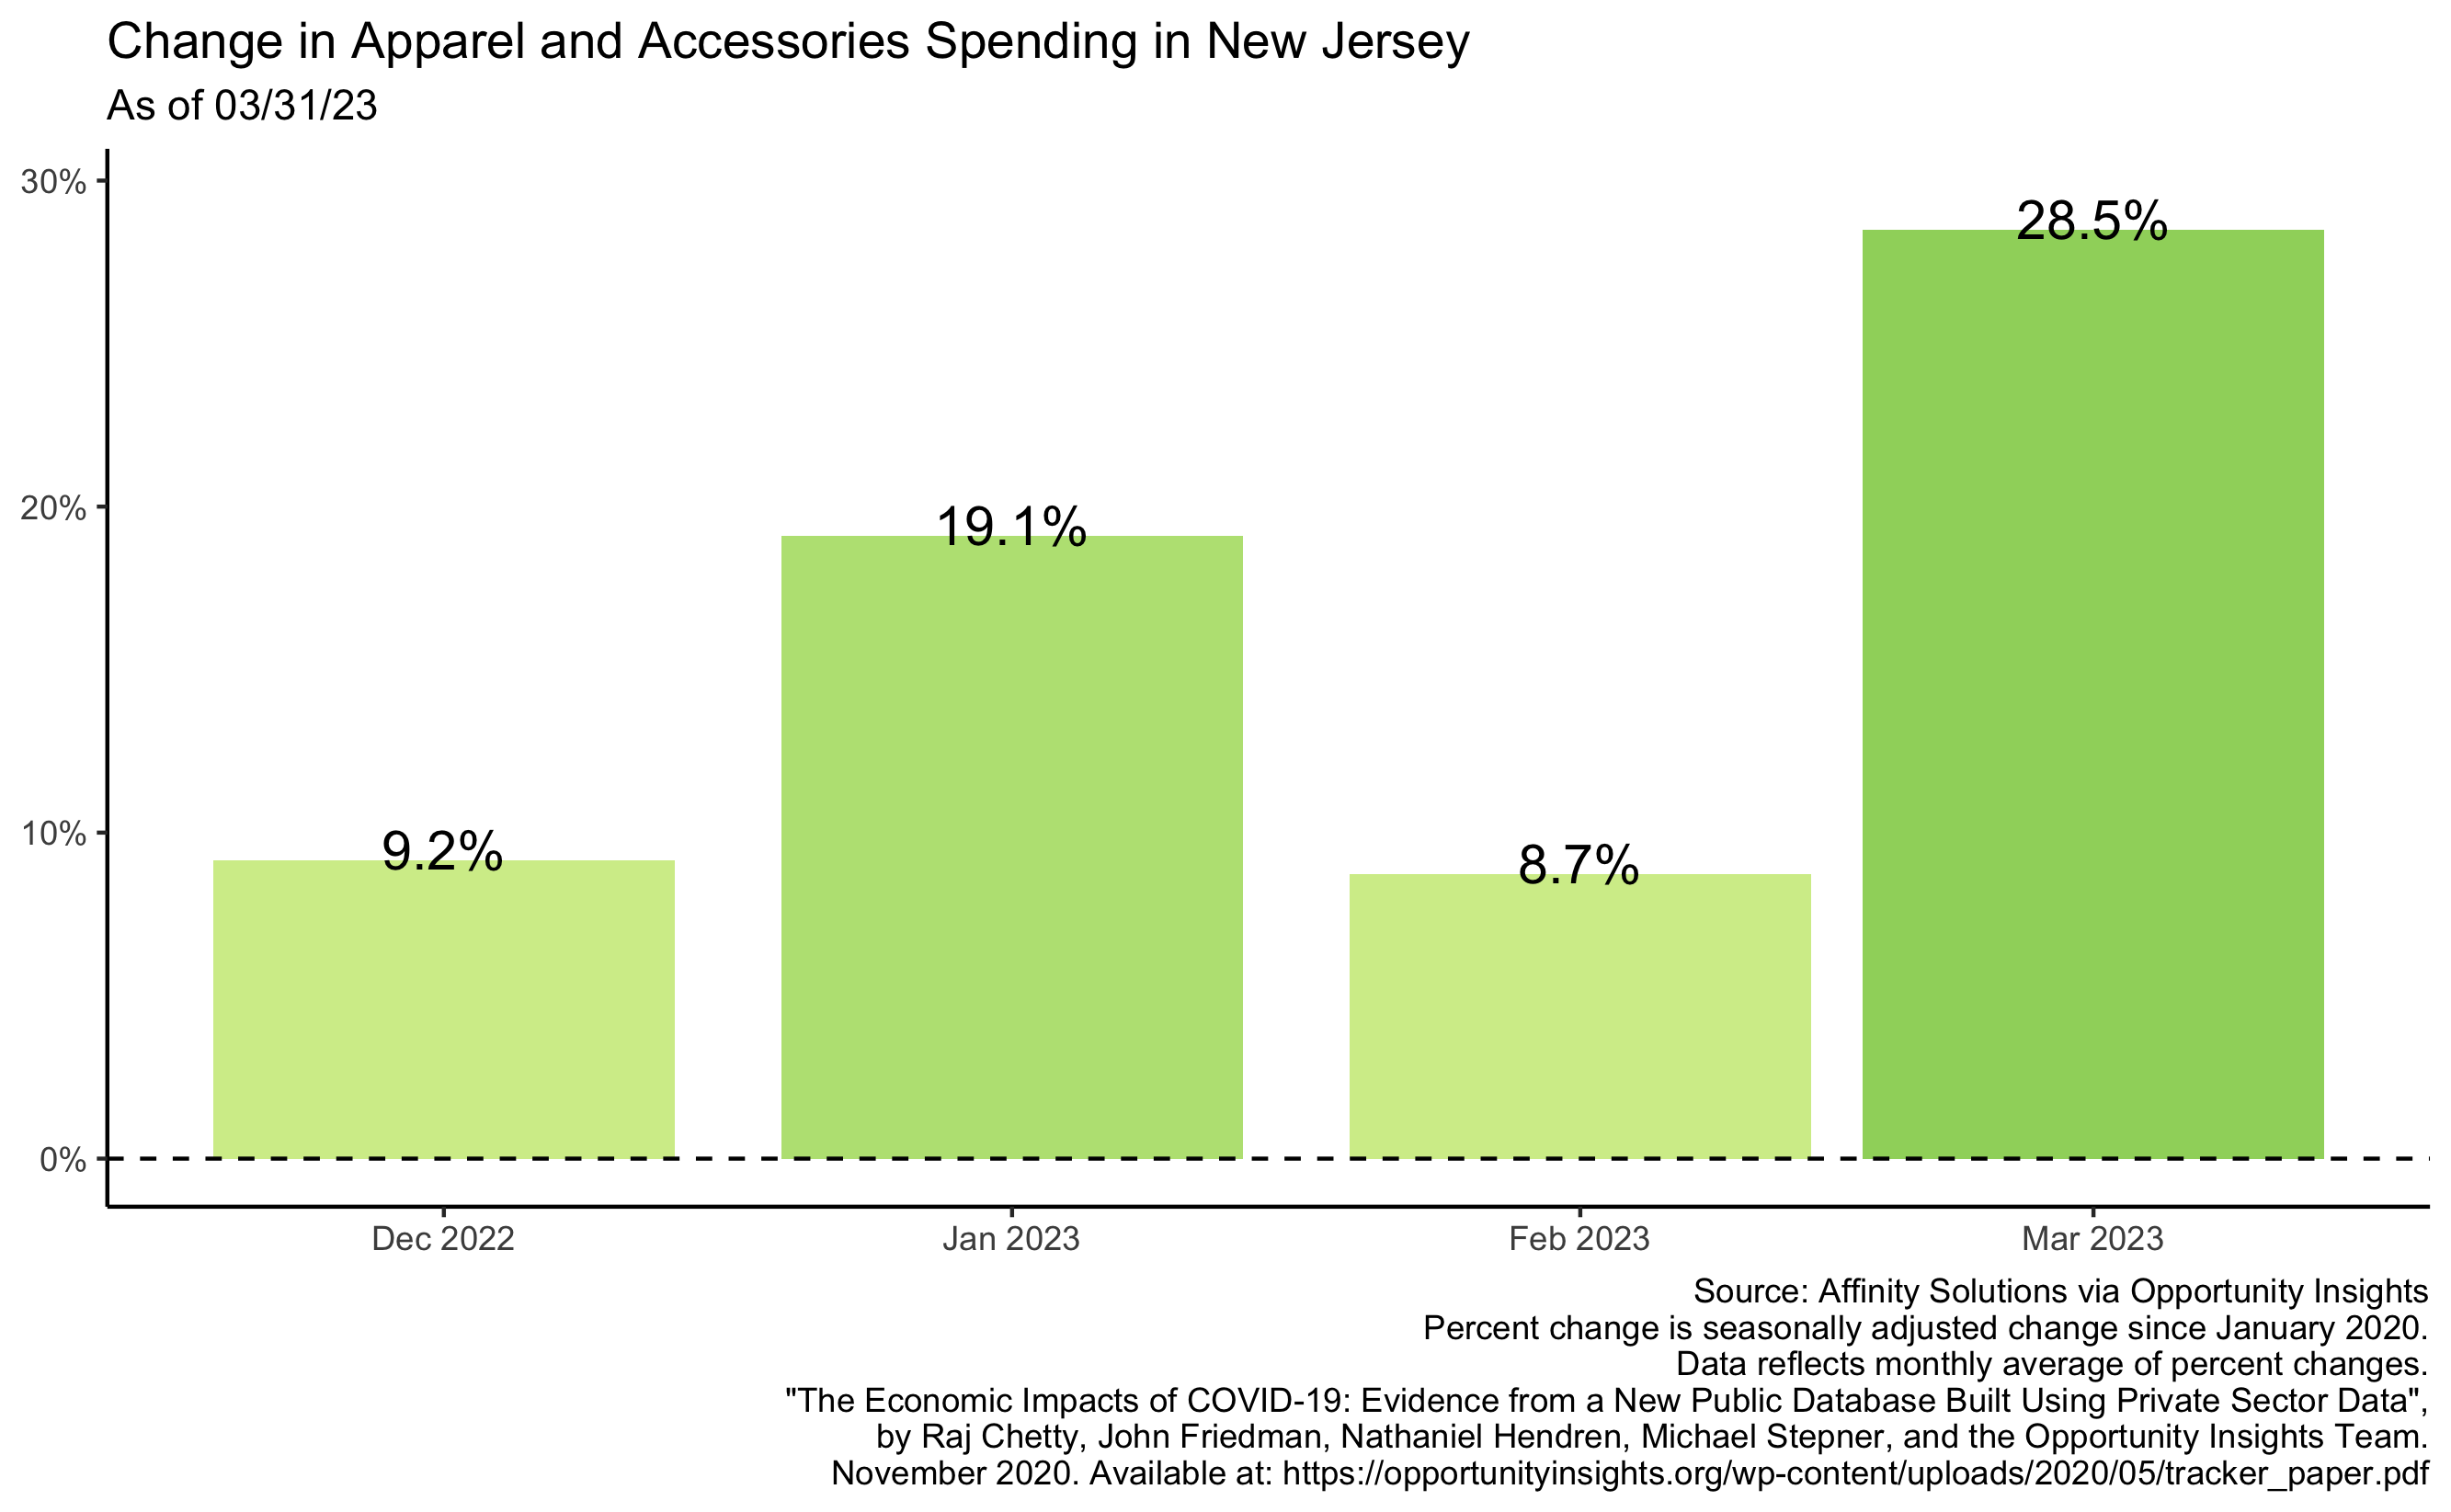 Change in Apparel and Accessories Spending in New Jersey
As of 03/31/23
30%
20%
10%
0%
9.2%
19.1%
8.7%
28.5%
Dec 2022
Jan 2023
Feb 2023
Mar 2023
Source: Affinity Solutions via Opportunity Insights
Percent change is seasonally adjusted change since January 2020.
Data reflects monthly average of percent changes.
"The Economic Impacts of COVID-19: Evidence from a New Public Database Built Using Private Sector Data",
by Raj Chetty, John Friedman, Nathaniel Hendren, Michael Stepner, and the Opportunity Insights Team.
November 2020. Available at: https://opportunityinsights.org/wp-content/uploads/2020/05/tracker_paper.pdf